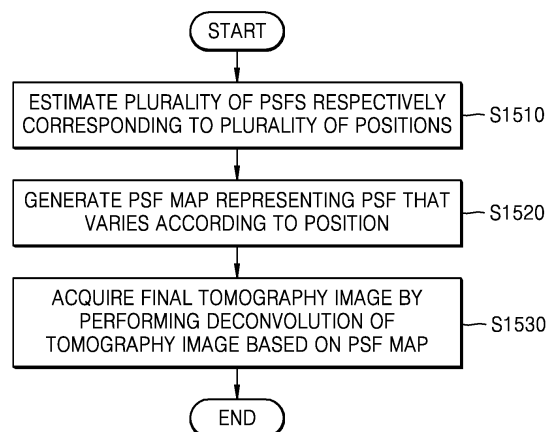 START
ESTIMATE PLURALITY OF PSFS RESPECTIVELY
CORRESPONDING TO PLURALITY OF POSITIONS
S1510
GENERATE PSF MAP REPRESENTING PSF THAT
VARIES ACCORDING TO POSITION
S1520
ACQUIRE FINAL TOMOGRAPHY IMAGE BY
PERFORMING DECONVOLUTION OF
TOMOGRAPHY IMAGE BASED ON PSF MAP
S1530
END